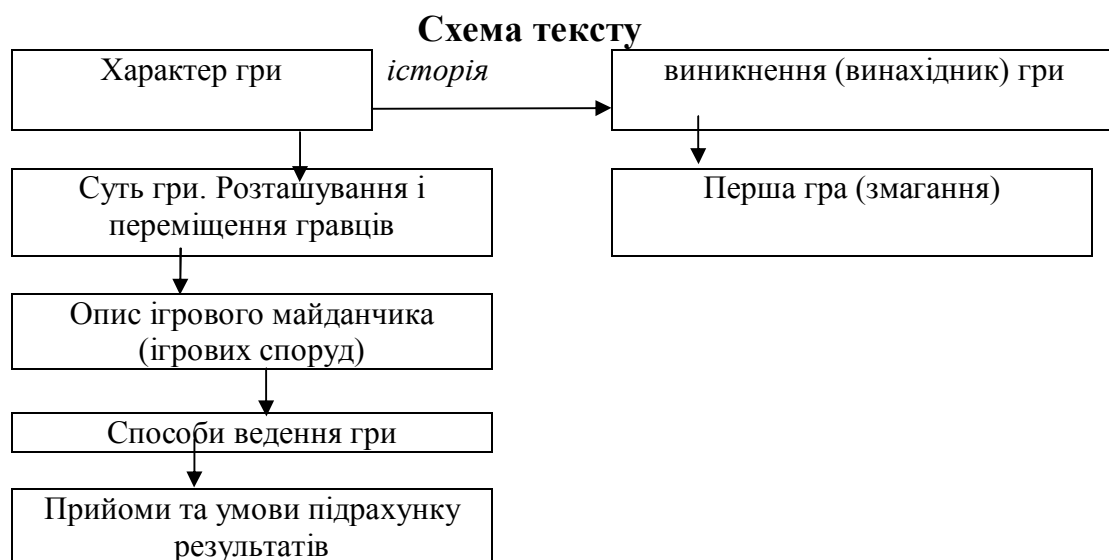 Схема тексту
Характер гри
історія
виникнення (винахідник) гри
Суть гри. Розташування і
переміщення гравців
Перша гра (змагання)
Опис ігрового майданчика
(ігрових споруд)
Способи ведення гри
Прийоми та умови підрахунку
результатів